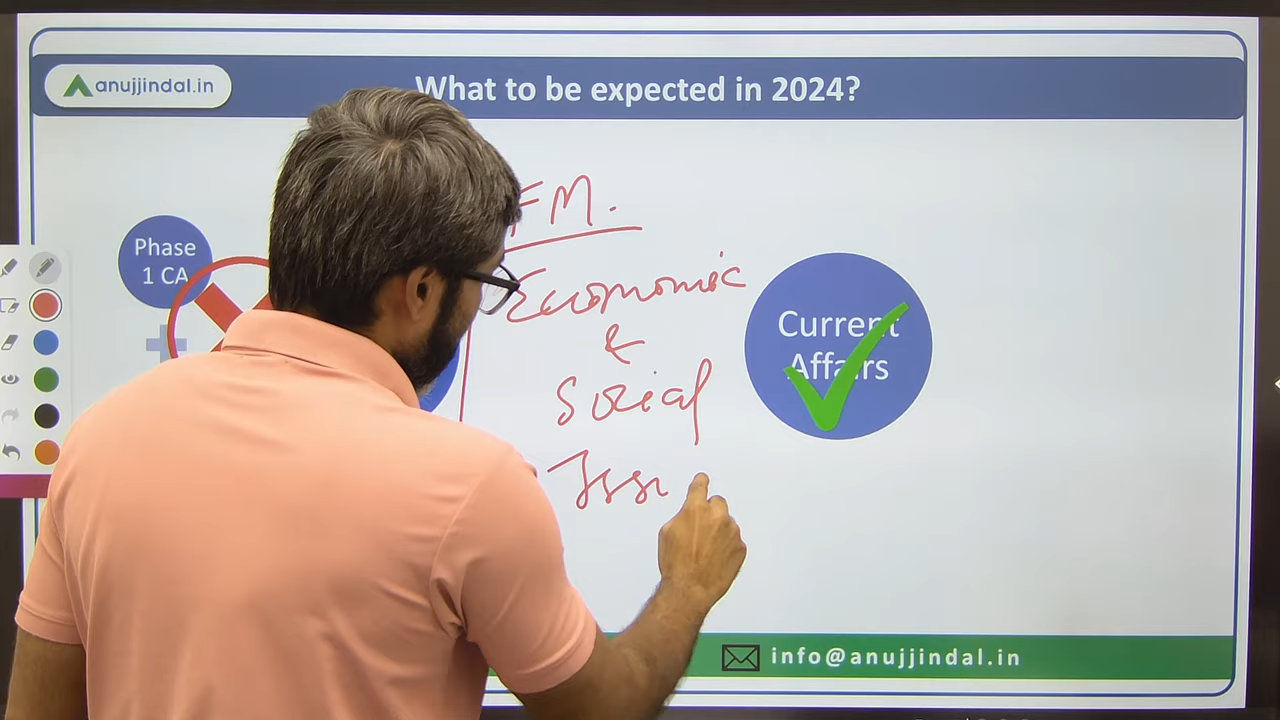 anujjindal.in
What to be expected in 2024?
FM.
Phase
1 CA
Economic
&
Social
Issu
Current
Affairs
info@anujjindal.in